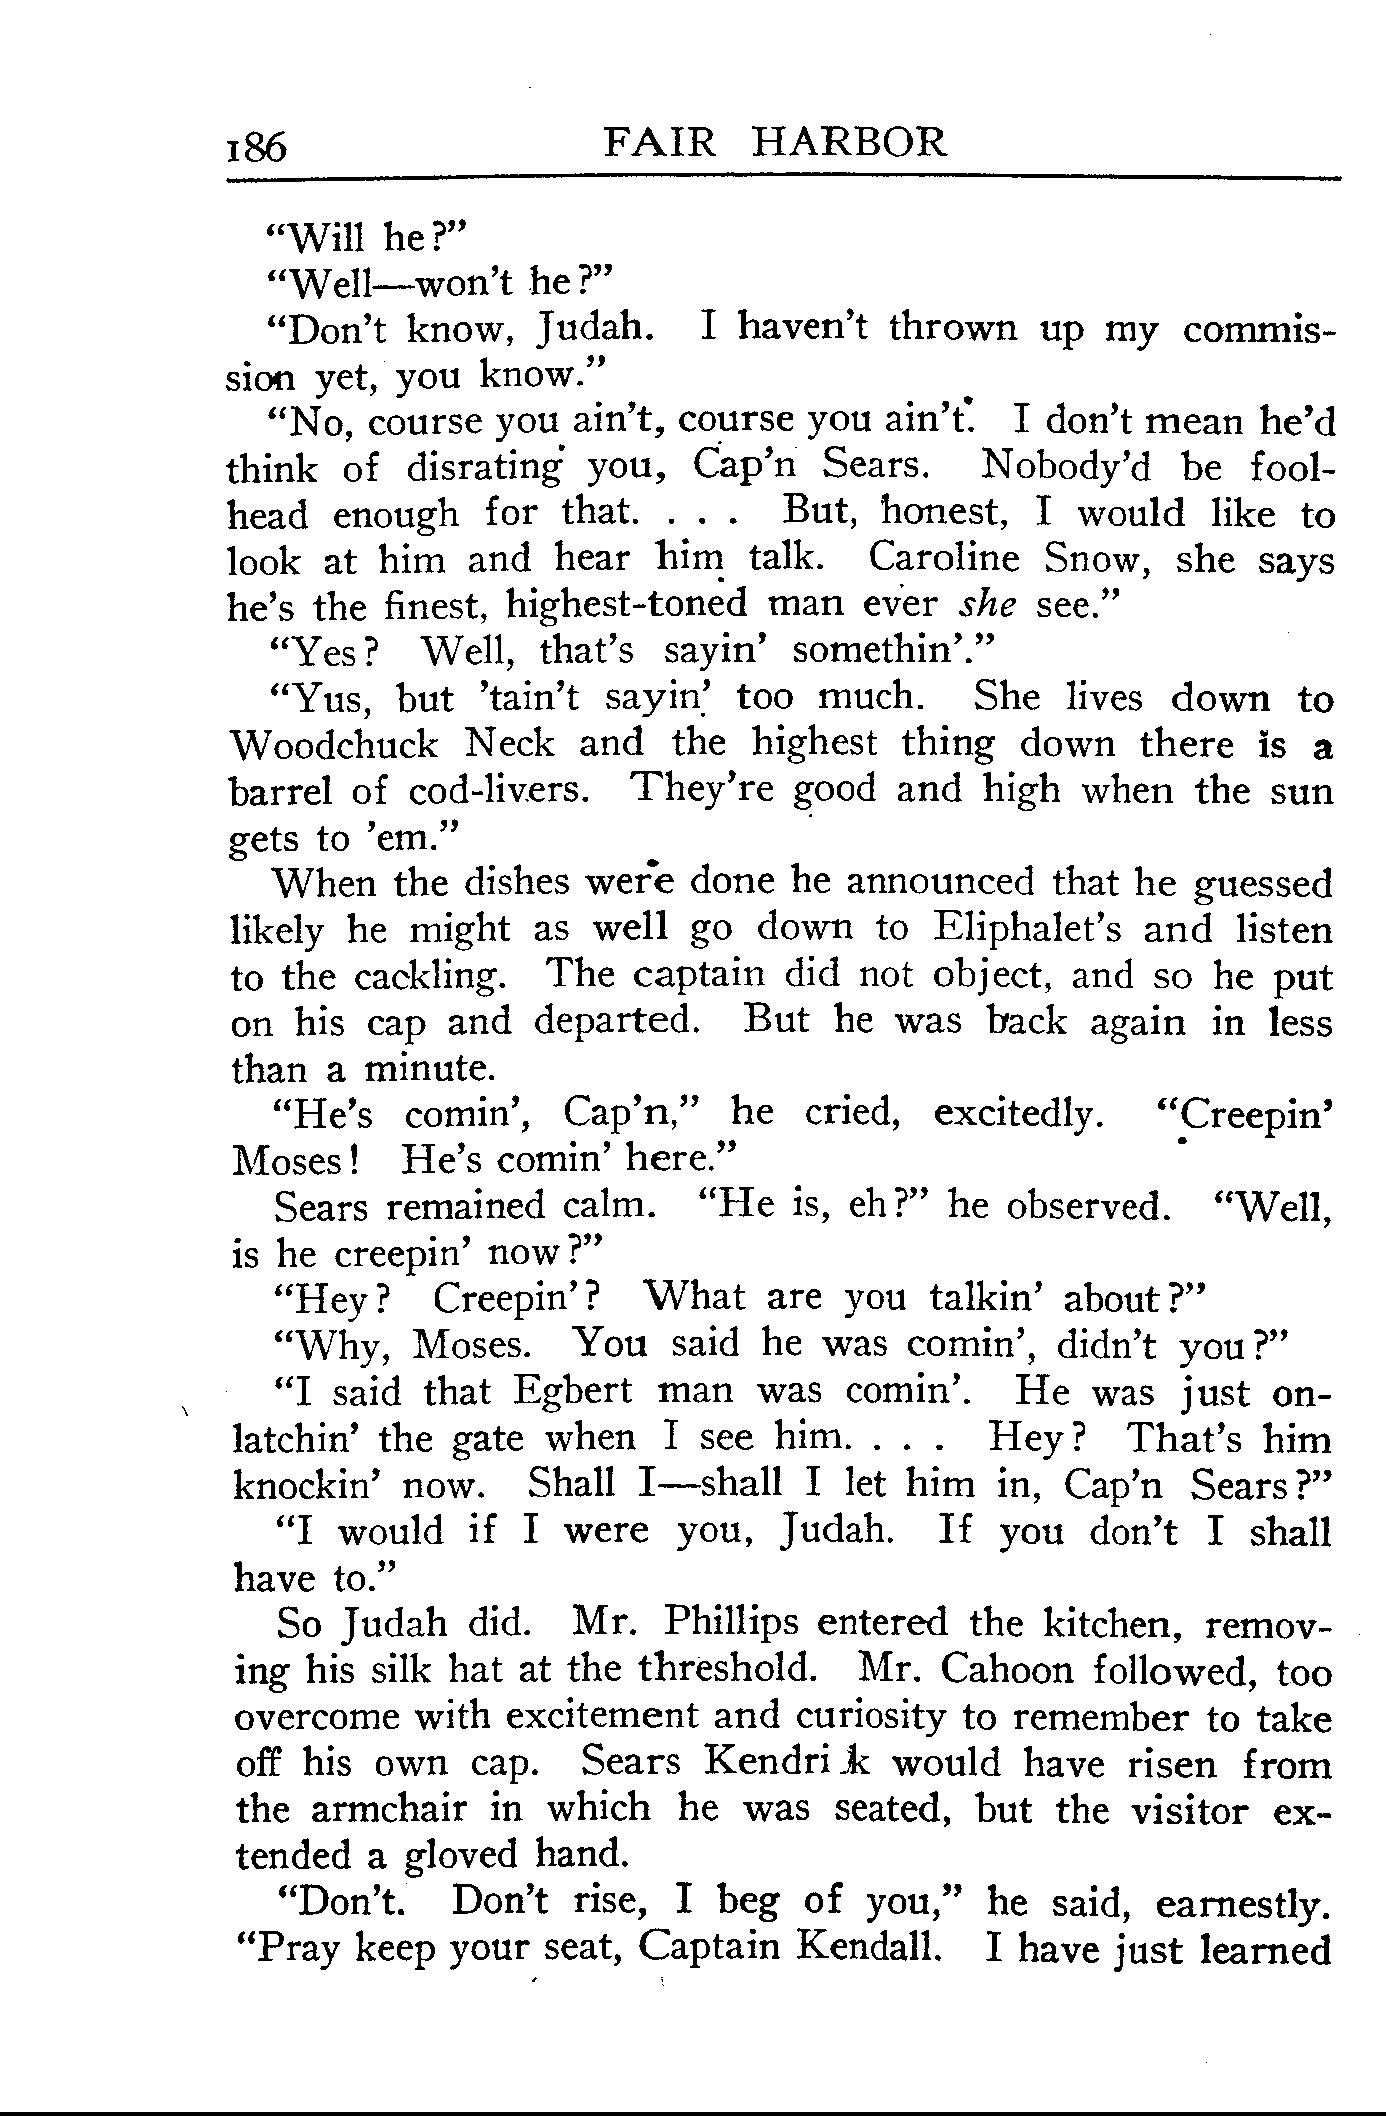 186 FAIR HARBOR
“Will he?”
“Well—won't he?”
“Don't know, Judah. I haven't thrown up my commis-
sion yet, you know.”
“No, course you ain't, course you ain't. I don't mean he'd
think of disrating you, Cap'n Sears. Nobody'd be fool-
head enough for that. . . . But, honest, I would like to
look at him and hear him talk. Caroline Snow, she says
he's the finest, highest-toned man ever she see.”
“Yes? Well, that's sayin' somethin'.”
“Yus, but 'tain't sayin' too much. She lives down to
Woodchuck Neck and the highest thing down there is a
barrel of cod-livers. They're good and high when the sun
gets to 'em.”
When the dishes were done he announced that he guessed
likely he might as well go down to Eliphalet's and listen
to the cackling. The captain did not object, and so he put
on his cap and departed. But he was back again in less
than a minute.
“He's comin', Cap'n,” he cried, excitedly. “Creepin'
Moses! He's comin' here.”
Sears remained calm. “He is, eh?” he observed. “Well,
is he creepin' now?”
“Hey? Creepin'? What are you talkin' about?”
“Why, Moses. You said he was comin', didn't you?”
“I said that Egbert man was comin'. He was just on-
latchin' the gate when I see him. . . . Hey? That's him
knockin' now. Shall I—shall I let him in, Cap'n Sears?”
“I would if I were you, Judah. If you don't I shall
have to.”
So Judah did. Mr. Phillips entered the kitchen, remov-
ing his silk hat at the threshold. Mr. Cahoon followed, too
overcome with excitement and curiosity to remember to take
off his own cap. Sears Kendri k would have risen from
the armchair in which he was seated, but the visitor ex-
tended a gloved hand.
“Don't. Don't rise, I beg of you,” he said, earnestly.
“Pray keep your seat, Captain Kendall. I have just learned